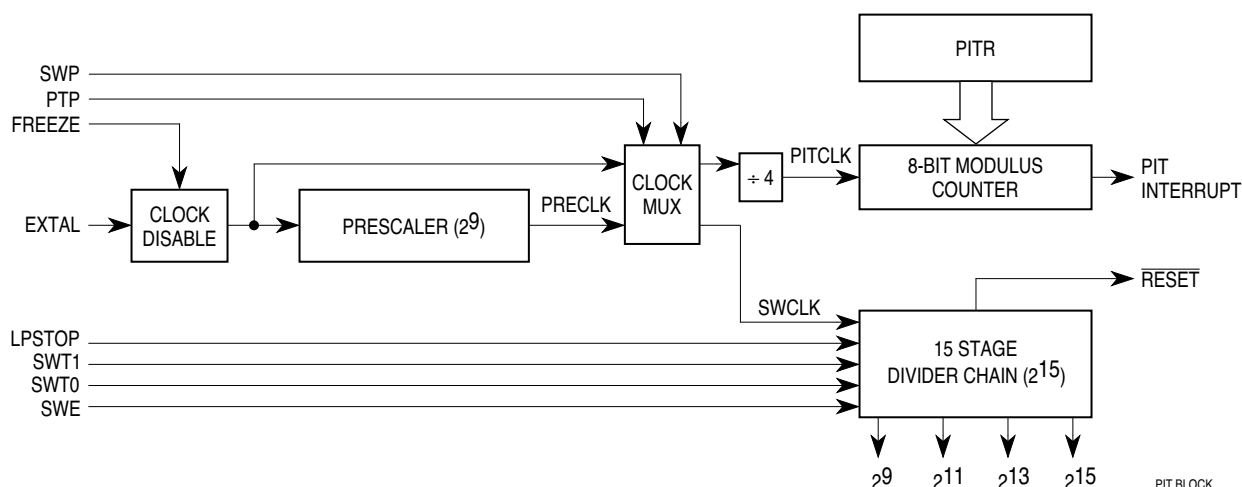 PITR
SWP
PTP
FREEZE
EXTAL
CLOCK
DISABLE
PRESCALER (2⁹)
PRECLK
CLOCK
MUX
÷ 4
PITCLK
8-BIT MODULUS
COUNTER
PIT
INTERRUPT
RESET
SWCLK
LPSTOP
SWT1
SWT0
SWE
15 STAGE
DIVIDER CHAIN (2¹⁵)
2⁹ 2¹¹ 2¹³ 2¹⁵
PIT BLOCK